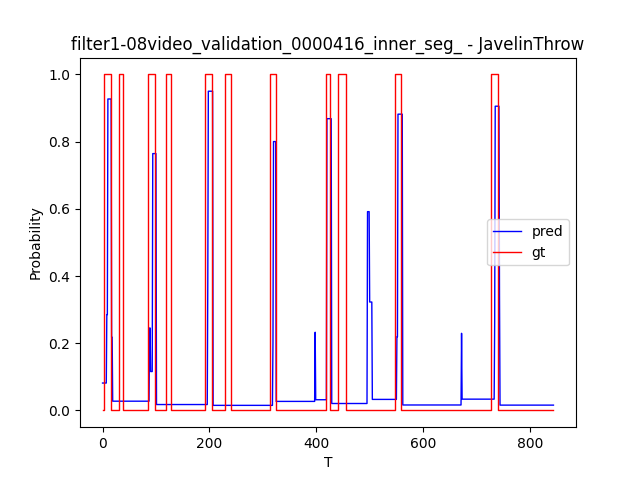 filter1-08video_validation_0000416_inner_seg_ - JavelinThrow
1.0
0.8
0.6
0.4
0.2
0.0
Probability
pred
gt
0
200
400
600
800
T